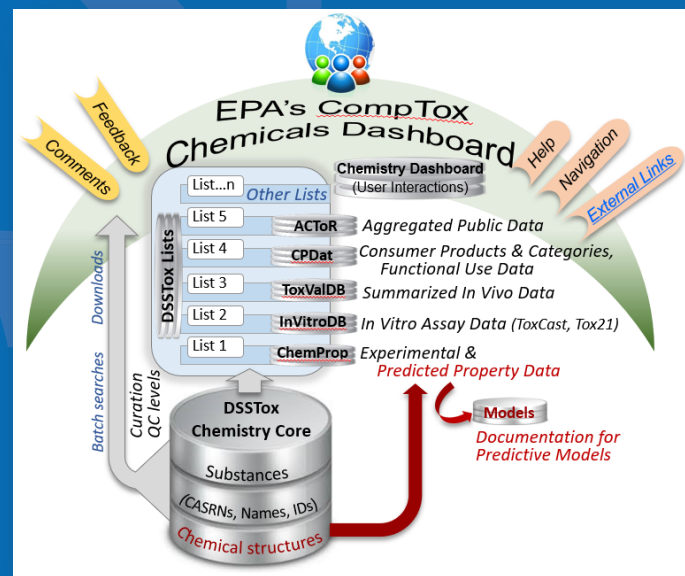 EPA's CompTox
Chemicals Dashboard
Comments
Feedback
Help
Navigation
External Links
Chemistry Dashboard
(User Interactions)
List...n
Other Lists
DSSTox Lists
List 5
ACToR
Aggregated Public Data
List 4
CPDat
Consumer Products & Categories,
Functional Use Data
List 3
ToxValDB
Summarized In Vivo Data
List 2
InVitroDB
In Vitro Assay Data (ToxCast, Tox21)
List 1
ChemProp
Experimental &
Predicted Property Data
Batch searches
Downloads
Curation
QC levels
DSSTox
Chemistry Core
Substances
(CASRNs, Names, IDs)
Chemical structures
Models
Documentation for
Predictive Models